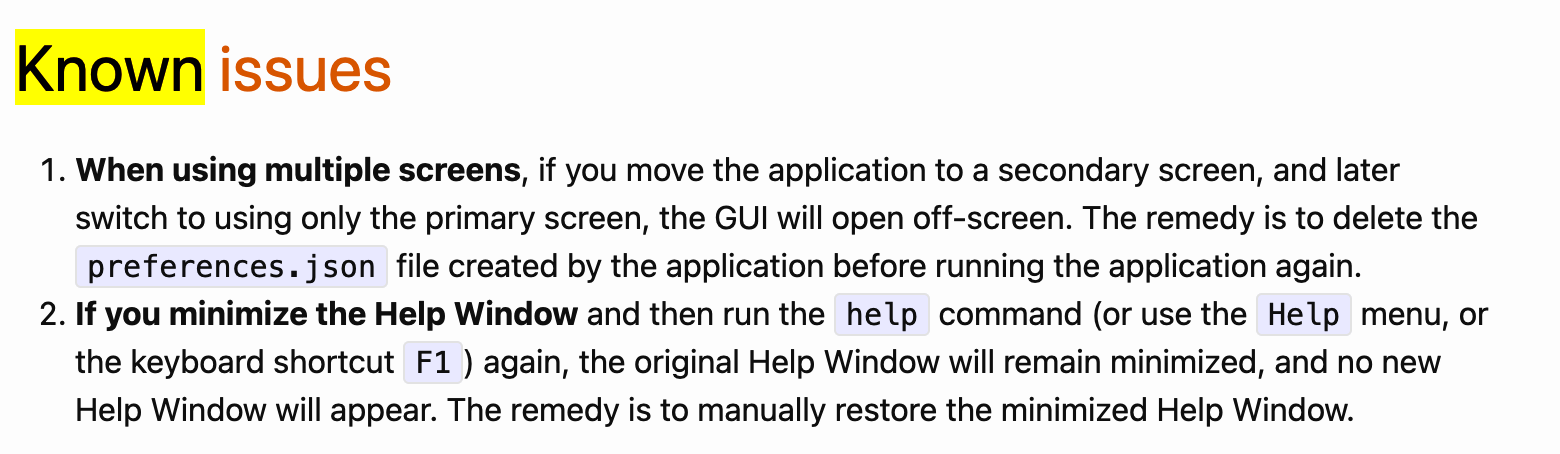 Known issues
1. When using multiple screens, if you move the application to a secondary screen, and later
switch to using only the primary screen, the GUI will open off-screen. The remedy is to delete the
preferences.json file created by the application before running the application again.
2. If you minimize the Help Window and then run the help command (or use the Help menu, or
the keyboard shortcut F1) again, the original Help Window will remain minimized, and no new
Help Window will appear. The remedy is to manually restore the minimized Help Window.